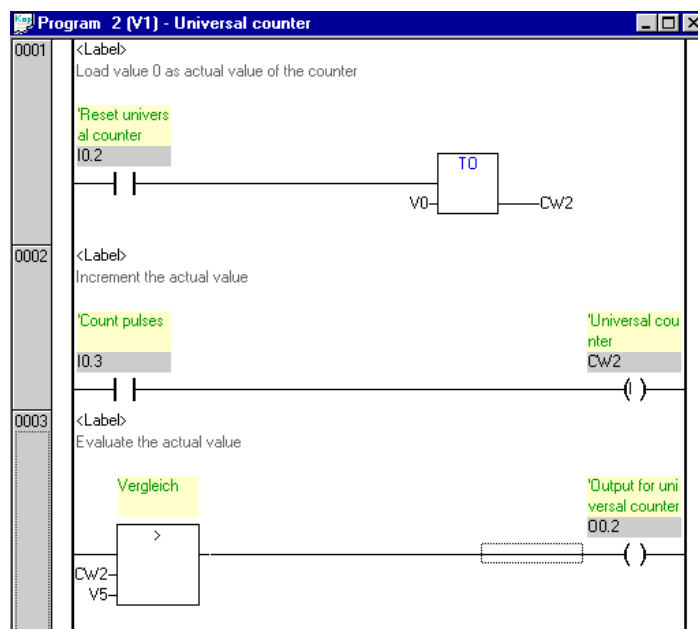 Program 2 (V1) - Universal counter
0001
<Label>
Load value 0 as actual value of the counter
'Reset univers
al counter
I0.2
TO
V0
CW2
0002
<Label>
Increment the actual value
'Count pulses
'Universal cou
nter
I0.3
CW2
( I )
0003
<Label>
Evaluate the actual value
Vergleich
'Output for uni
versal counter
>
O0.2
( )
CW2
V5